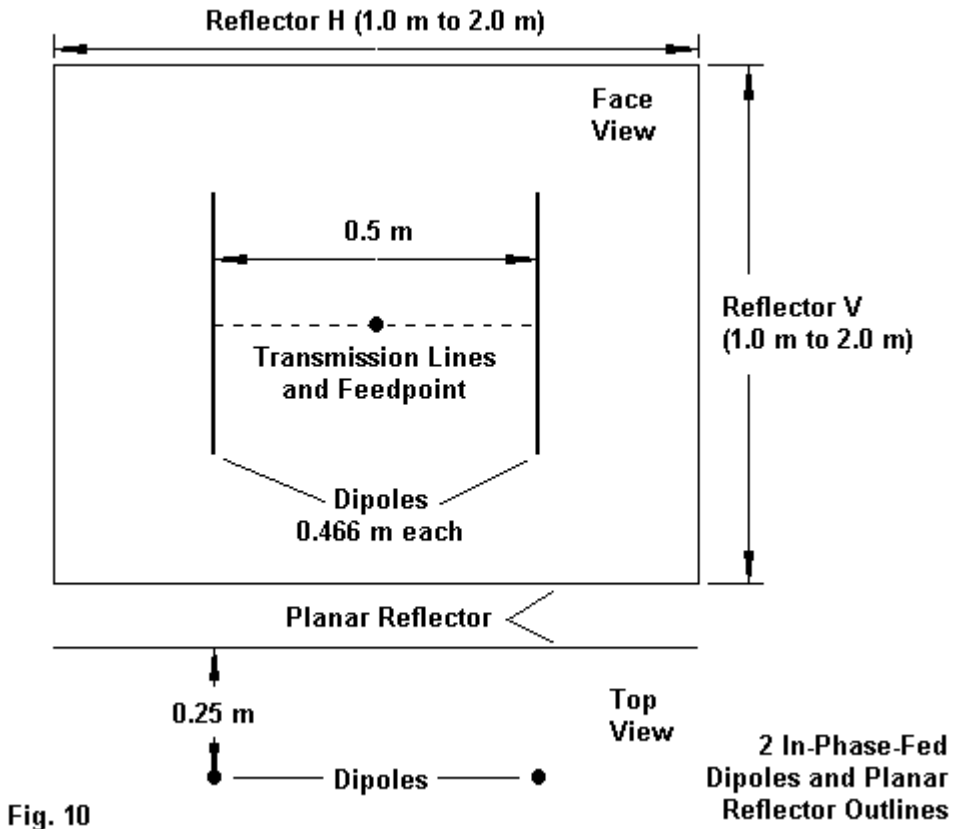 Reflector H (1.0 m to 2.0 m)
Face
View
0.5 m
Reflector V
(1.0 m to 2.0 m)
Transmission Lines
and Feedpoint
Dipoles
0.466 m each
Planar Reflector
0.25 m
Top
View
Dipoles
2 In-Phase-Fed
Dipoles and Planar
Reflector Outlines
Fig. 10